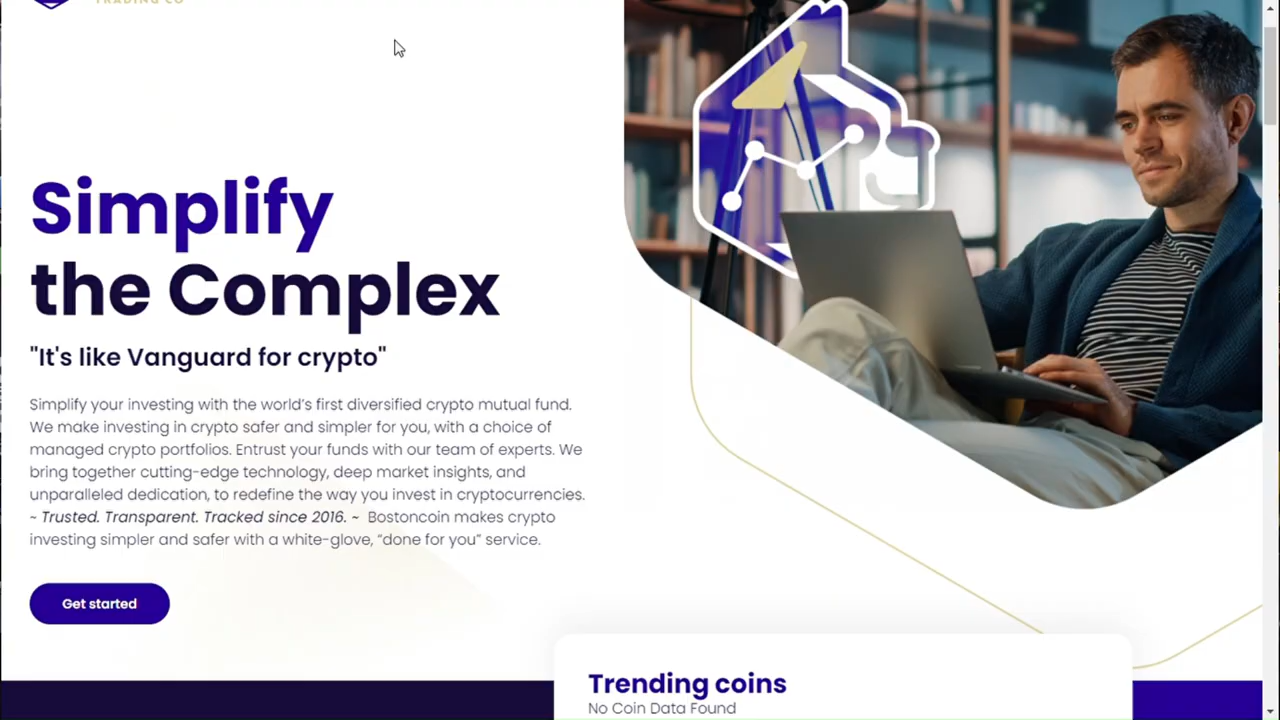 TRADING CO
Simplify
the Complex
"It's like Vanguard for crypto"
Simplify your investing with the world's first diversified crypto mutual fund.
We make investing in crypto safer and simpler for you, with a choice of
managed crypto portfolios. Entrust your funds with our team of experts. We
bring together cutting-edge technology, deep market insights, and
unparalleled dedication, to redefine the way you invest in cryptocurrencies.
~ Trusted. Transparent. Tracked since 2016. ~ Bostoncoin makes crypto
investing simpler and safer with a white-glove, “done for you” service.
Get started
Trending coins
No Coin Data Found